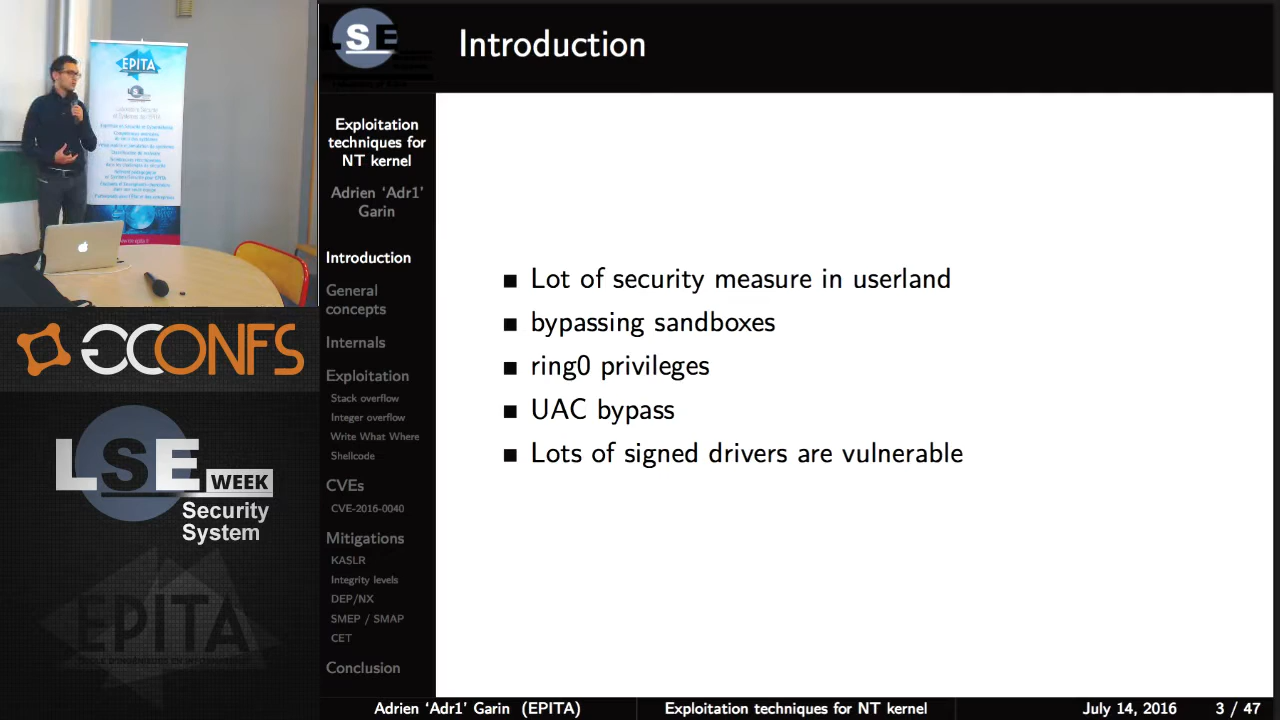 EPITA
LSE
Introduction
Exploitation
techniques for
NT kernel
Adrien ‘Adr1’
Garin
Introduction
General
concepts
Internals
Exploitation
Stack overflow
Integer overflow
Write What Where
Shellcode
CVEs
CVE-2016-0040
Mitigations
KASLR
Integrity levels
DEP/NX
SMEP / SMAP
CET
Conclusion
■ Lot of security measure in userland
■ bypassing sandboxes
■ ring0 privileges
■ UAC bypass
■ Lots of signed drivers are vulnerable
GCONFS
LSE WEEK
Security
System
EPITA
Adrien ‘Adr1’ Garin (EPITA) Exploitation techniques for NT kernel July 14, 2016 3 / 47